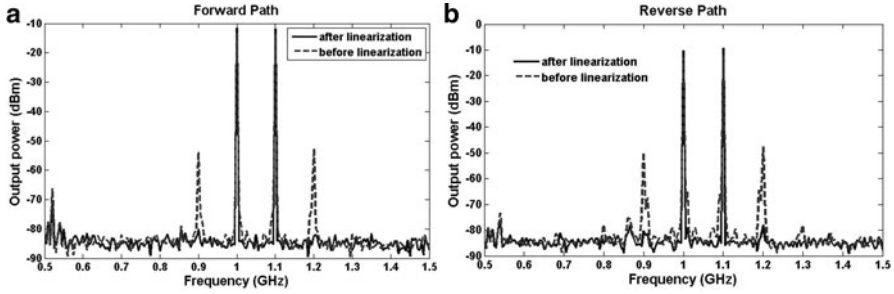 a
Forward Path
after linearization
before linearization
Output power (dBm)
-10
-20
-30
-40
-50
-60
-70
-80
-90
0.5 0.6 0.7 0.8 0.9 1 1.1 1.2 1.3 1.4 1.5
Frequency (GHz)
b
Reverse Path
after linearization
before linearization
Output power (dBm)
0
-10
-20
-30
-40
-50
-60
-70
-80
-90
0.5 0.6 0.7 0.8 0.9 1 1.1 1.2 1.3 1.4 1.5
Frequency (GHz)